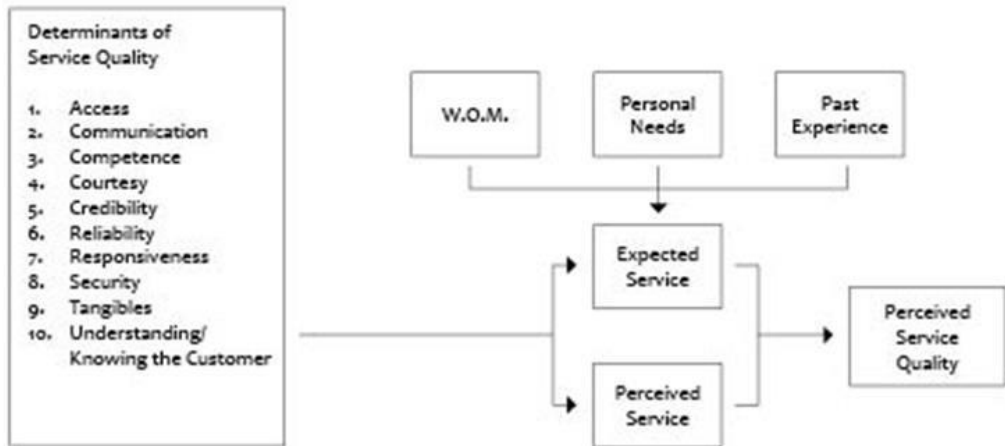 Determinants of
Service Quality
1. Access
2. Communication
3. Competence
4. Courtesy
5. Credibility
6. Reliability
7. Responsiveness
8. Security
9. Tangibles
10. Understanding/
Knowing the Customer
W.O.M.
Personal
Needs
Past
Experience
Expected
Service
Perceived
Service
Perceived
Service
Quality